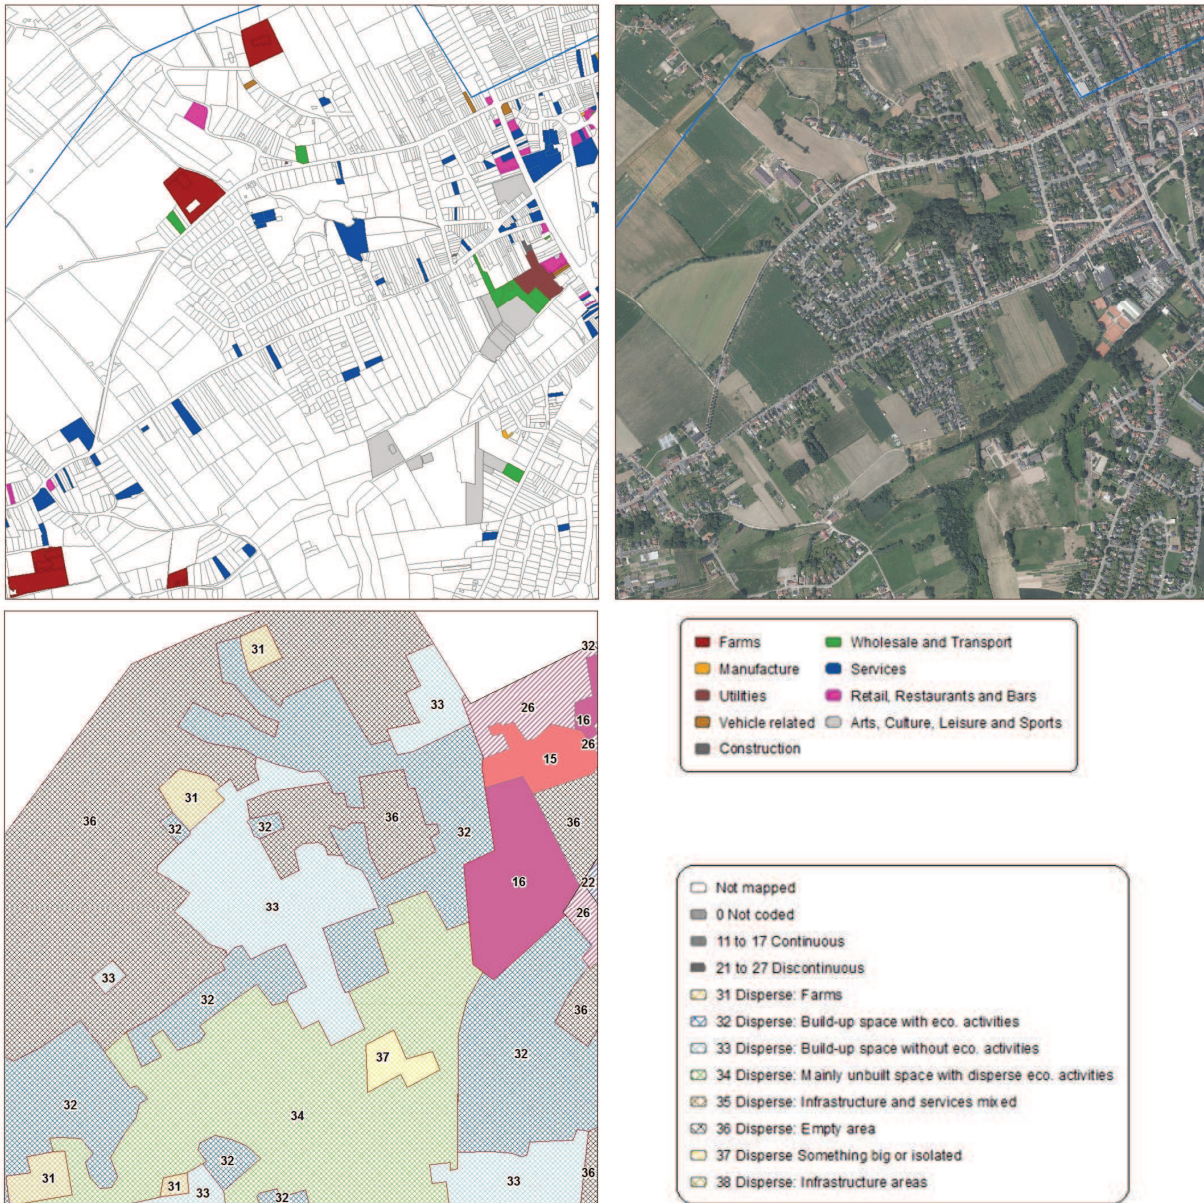 Farms
Wholesale and Transport
Manufacture
Services
Utilities
Retail, Restaurants and Bars
Vehicle related
Arts, Culture, Leisure and Sports
Construction
31
32
33
26
16
26
15
31
36
32
32
36
32
36
16
22
33
26
33
32
36
32
37
32
34
32
31
31
33
32
33
36
Not mapped
0 Not coded
11 to 17 Continuous
21 to 27 Discontinuous
31 Disperse: Farms
32 Disperse: Build-up space with eco. activities
33 Disperse: Build-up space without eco. activities
34 Disperse: Mainly unbuilt space with disperse eco. activities
35 Disperse: Infrastructure and services mixed
36 Disperse: Empty area
37 Disperse Something big or isolated
38 Disperse: Infrastructure areas